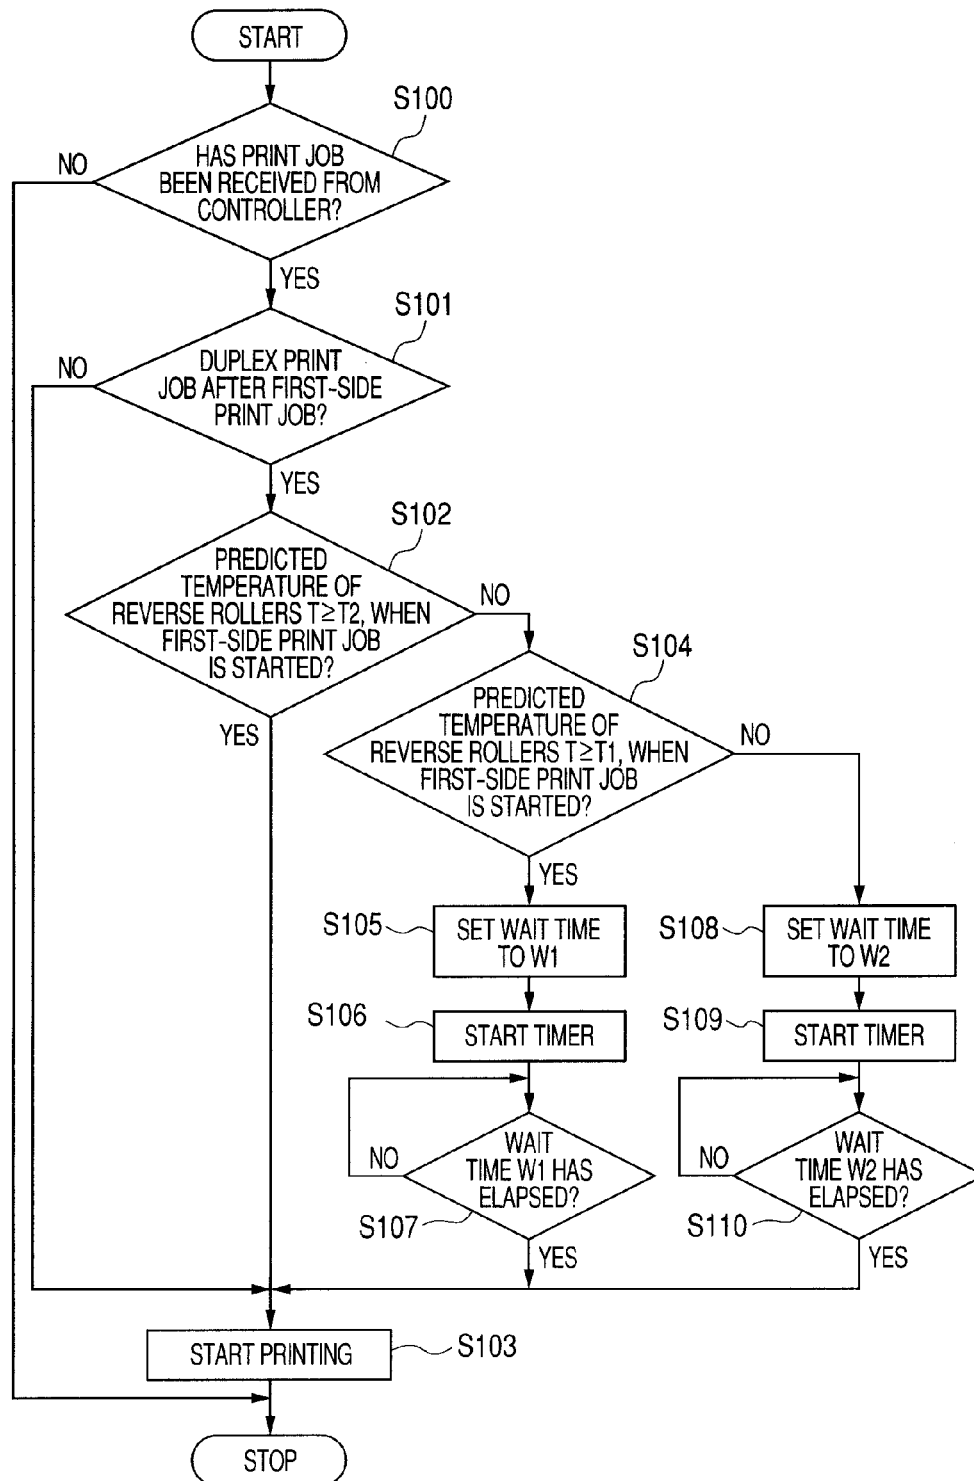 START
S100
NO
HAS PRINT JOB
BEEN RECEIVED FROM
CONTROLLER?
YES
S101
NO
DUPLEX PRINT
JOB AFTER FIRST-SIDE
PRINT JOB?
YES
S102
PREDICTED
TEMPERATURE OF
REVERSE ROLLERS T≥T2, WHEN
FIRST-SIDE PRINT JOB
IS STARTED?
NO
YES
S104
PREDICTED
TEMPERATURE OF
REVERSE ROLLERS T≥T1, WHEN
FIRST-SIDE PRINT JOB
IS STARTED?
NO
YES
S105
SET WAIT TIME
TO W1
S108
SET WAIT TIME
TO W2
S106
START TIMER
S109
START TIMER
NO
WAIT
TIME W1 HAS
ELAPSED?
S107
YES
NO
WAIT
TIME W2 HAS
ELAPSED?
S110
YES
START PRINTING
S103
STOP